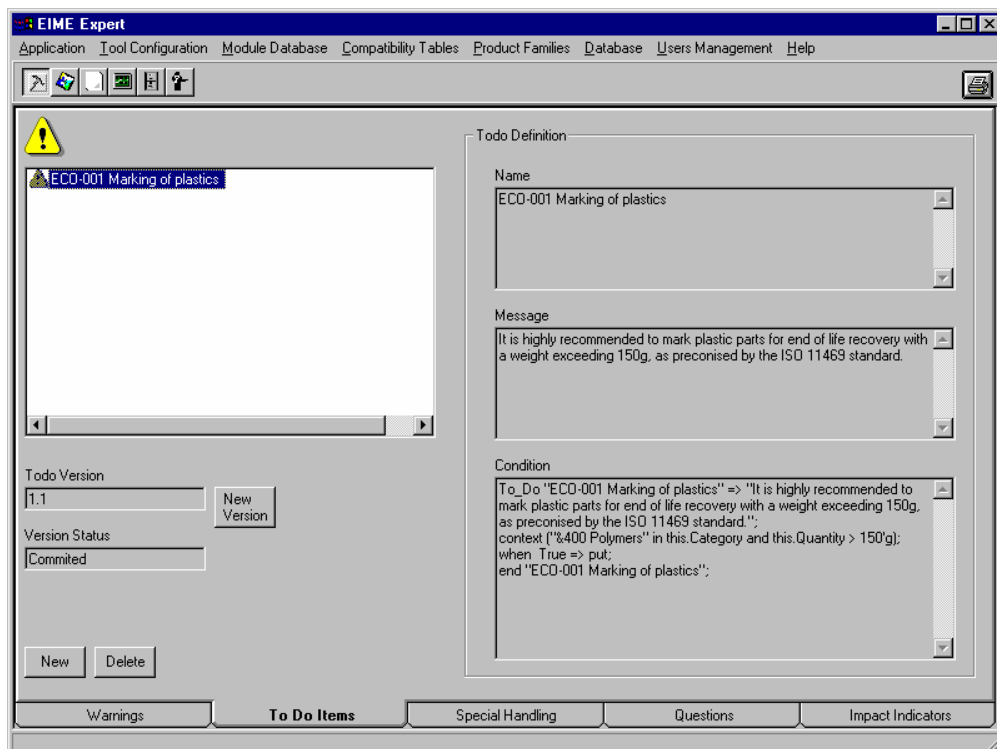 EIME Expert
Application Tool Configuration Module Database Compatibility Tables Product Families Database Users Management Help
ECO-001 Marking of plastics
Todo Version
1.1
New
Version
Version Status
Commited
New Delete
Todo Definition
Name
ECO-001 Marking of plastics
Message
It is highly recommended to mark plastic parts for end of life recovery with
a weight exceeding 150g, as preconised by the ISO 11469 standard.
Condition
To_Do "ECO-001 Marking of plastics" => "It is highly recommended to
mark plastic parts for end of life recovery with a weight exceeding 150g,
as preconised by the ISO 11469 standard.";
context ("&400 Polymers" in this.Category and this.Quantity > 150'g);
when True => put;
end "ECO-001 Marking of plastics";
Warnings To Do Items Special Handling Questions Impact Indicators